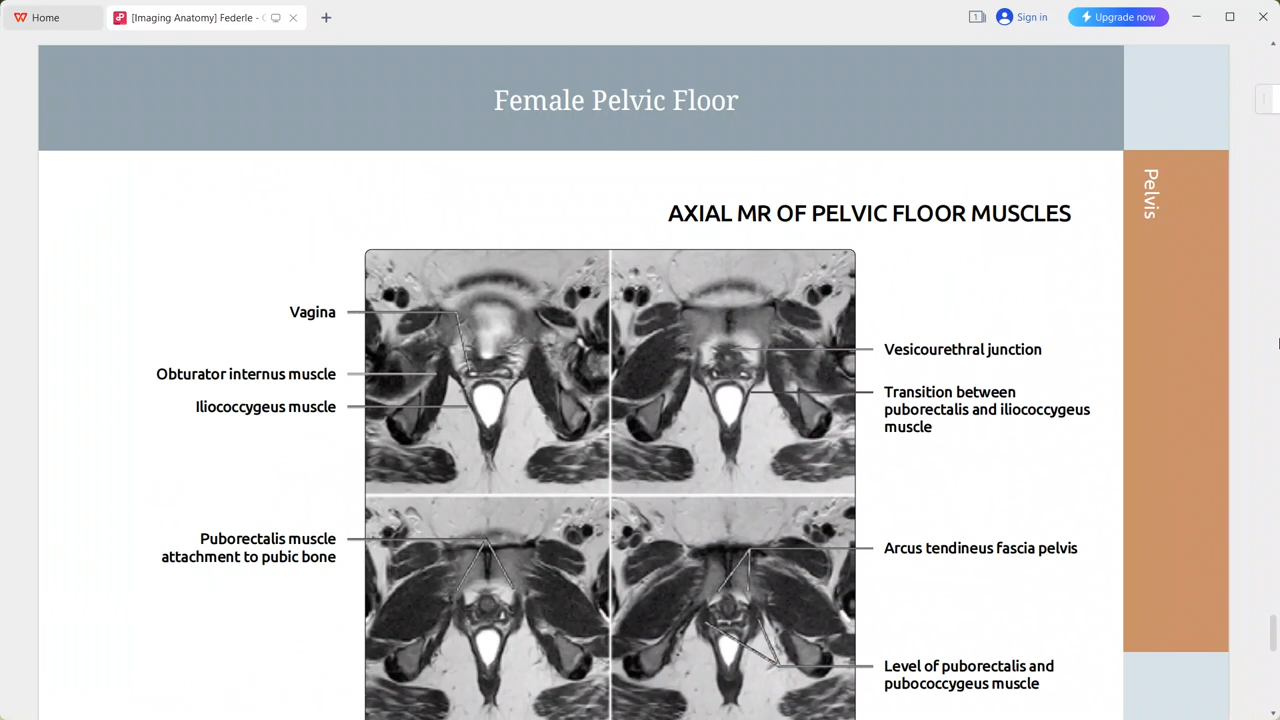 Home
[Imaging Anatomy] Federle -
1
Sign in
Upgrade now
Female Pelvic Floor
Pelvis
AXIAL MR OF PELVIC FLOOR MUSCLES
Vagina
Obturator internus muscle
Iliococcygeus muscle
Vesicourethral junction
Transition between
puborectalis and iliococcygeus
muscle
Puborectalis muscle
attachment to pubic bone
Arcus tendineus fascia pelvis
Level of puborectalis and
pubococcygeus muscle